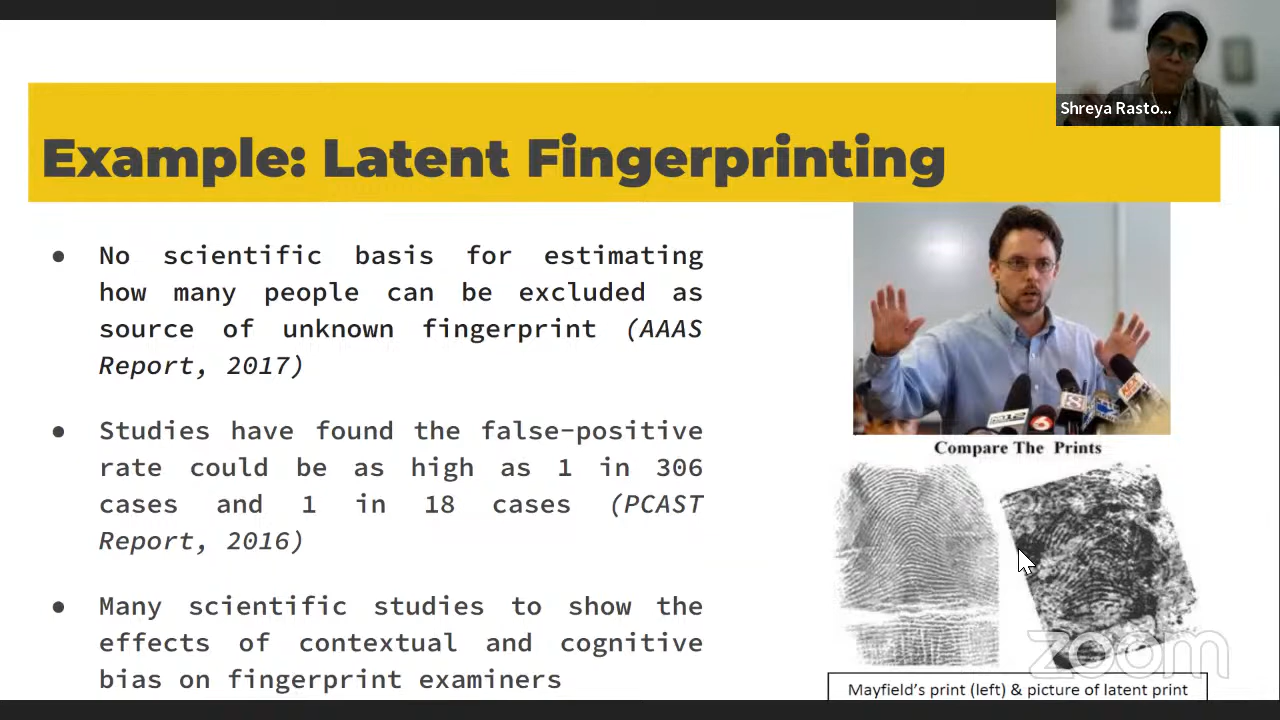 Shreya Rasto...
Example: Latent Fingerprinting
● No scientific basis for estimating
how many people can be excluded as
source of unknown fingerprint (AAAS
Report, 2017)
● Studies have found the false-positive
rate could be as high as 1 in 306
cases and 1 in 18 cases (PCAST
Report, 2016)
● Many scientific studies to show the
effects of contextual and cognitive
bias on fingerprint examiners
6
8
Compare The Prints
zoom
Mayfield's print (left) & picture of latent print